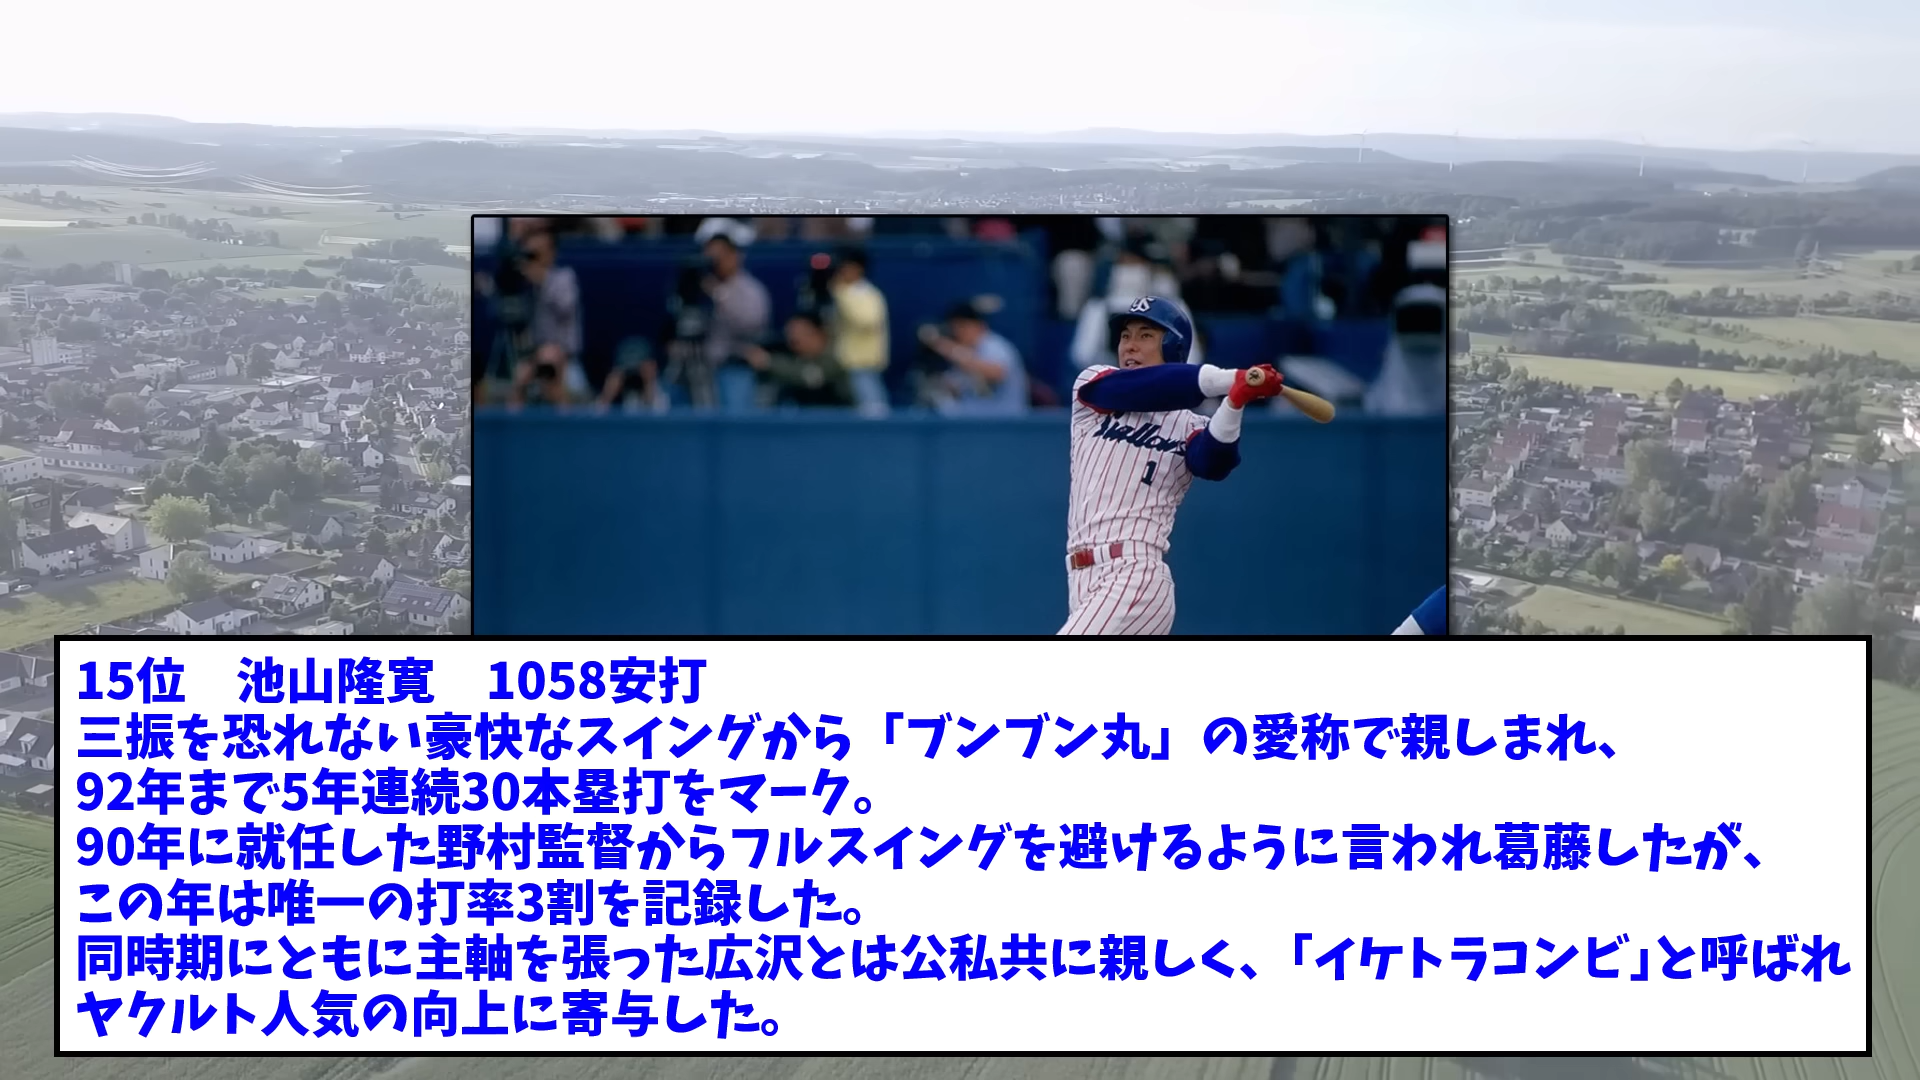 YS
Swallows
1
15位　池山隆寛　1058安打
三振を恐れない豪快なスイングから「ブンブン丸」の愛称で親しまれ、
92年まで5年連続30本塁打をマーク。
90年に就任した野村監督からフルスイングを避けるように言われ葛藤したが、
この年は唯一の打率3割を記録した。
同時期にともに主軸を張った広沢とは公私共に親しく、「イケトラコンビ」と呼ばれ
ヤクルト人気の向上に寄与した。